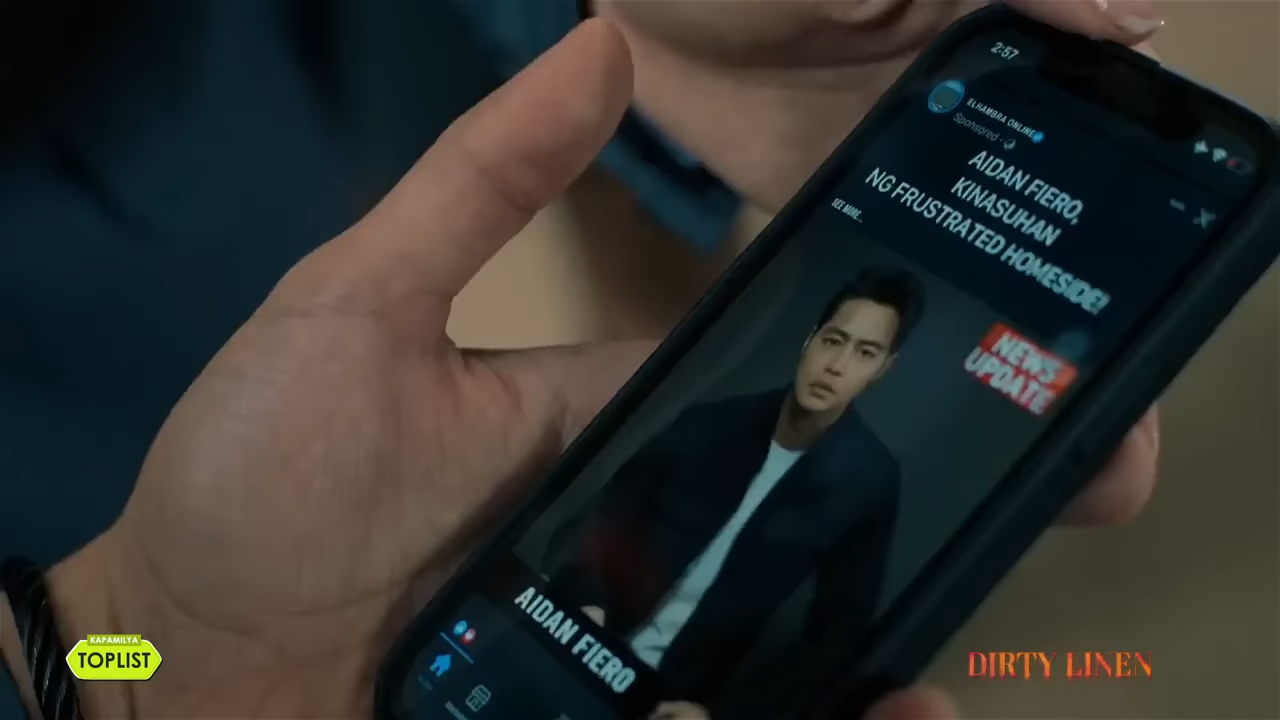 2:57
ELHAMBRA ONLINE
Sponsored ·
AIDAN FIERO,
KINASUHAN
NG FRUSTRATED HOMESIDE!
SEE MORE...
NEWS
UPDATE
AIDAN FIERO
KAPAMILYA
TOPLIST
DIRTY LINEN